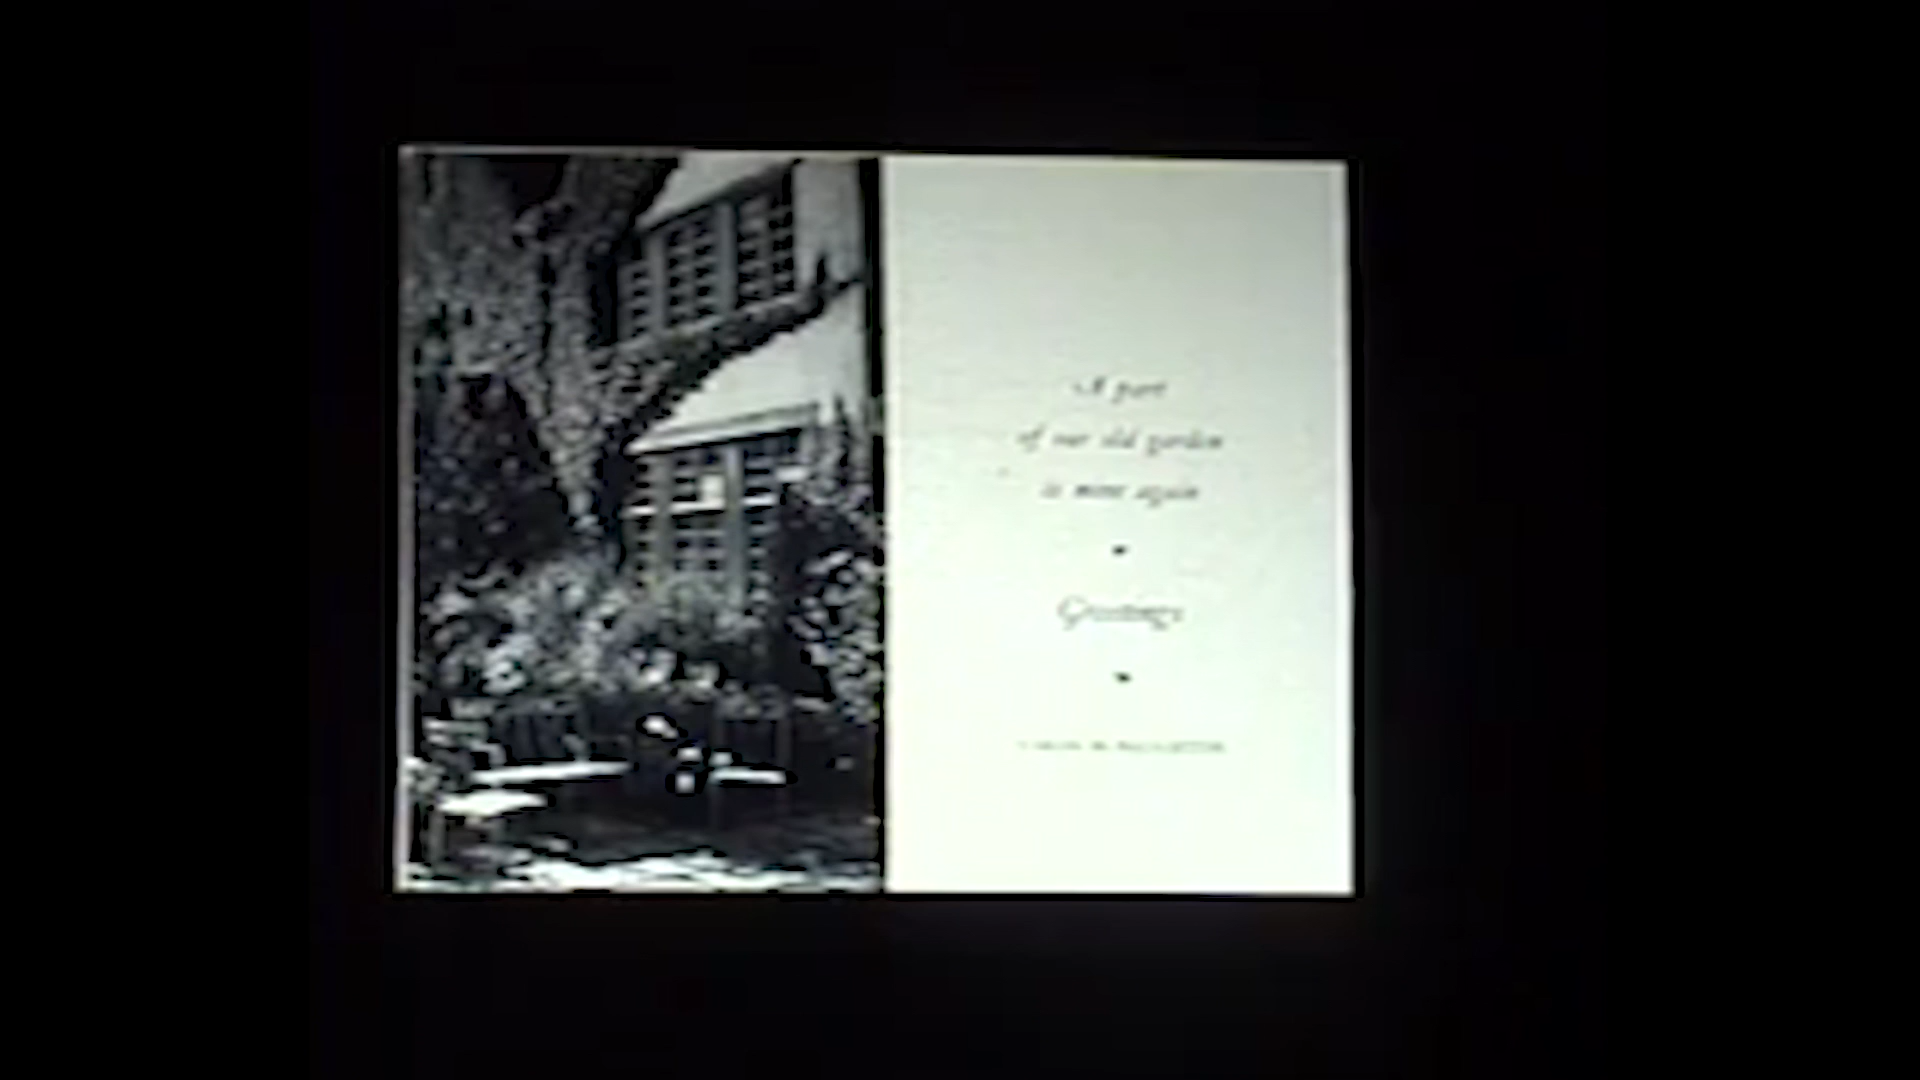 A part
of our old garden
is mine again
Greetings